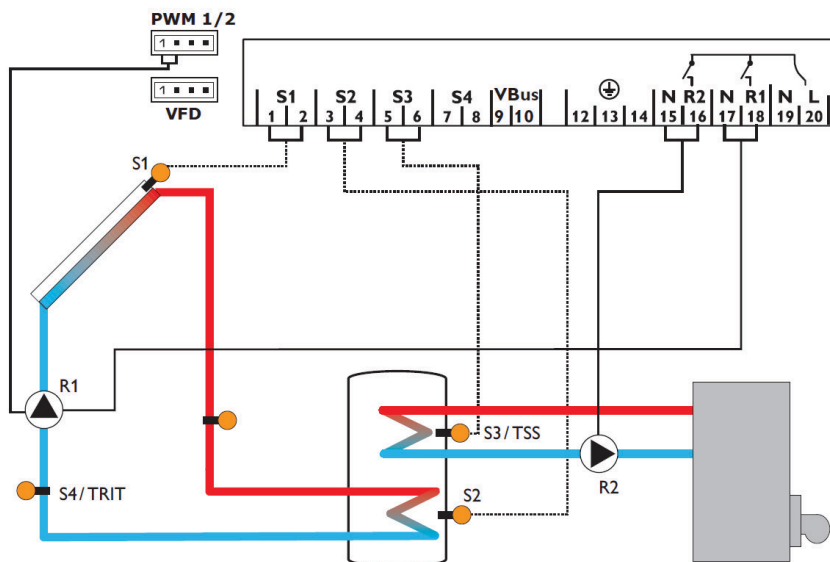 PWM 1/2
1
1
VFD
S1 S2 S3 S4 VBus N R2 N R1 N L
1 2 3 4 5 6 7 8 9 10 12 13 14 15 16 17 18 19 20
S1
R1
S3/TSS
S4/TRIT
S2
R2